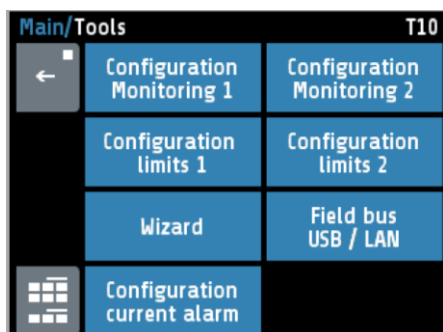 Main/Tools T10
←
Configuration Configuration
Monitoring 1 Monitoring 2
Configuration Configuration
limits 1 limits 2
Wizard Field bus
USB / LAN
Configuration
current alarm